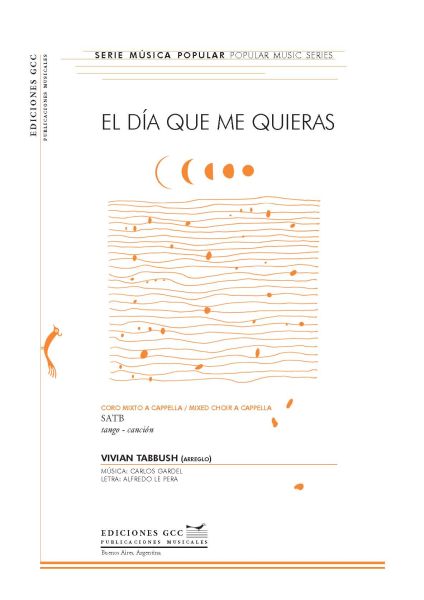 SERIE MÚSICA POPULAR POPULAR MUSIC SERIES
EDICIONES GCC
PUBLICACIONES MUSICALES
EL DÍA QUE ME QUIERAS
CORO MIXTO A CAPPELLA / MIXED CHOIR A CAPPELLA
SATB
tango - canción
VIVIAN TABBUSH (ARREGLO)
MÚSICA: CARLOS GARDEL
LETRA: ALFREDO LE PERA
EDICIONES GCC
PUBLICACIONES MUSICALES
Buenos Aires, Argentina